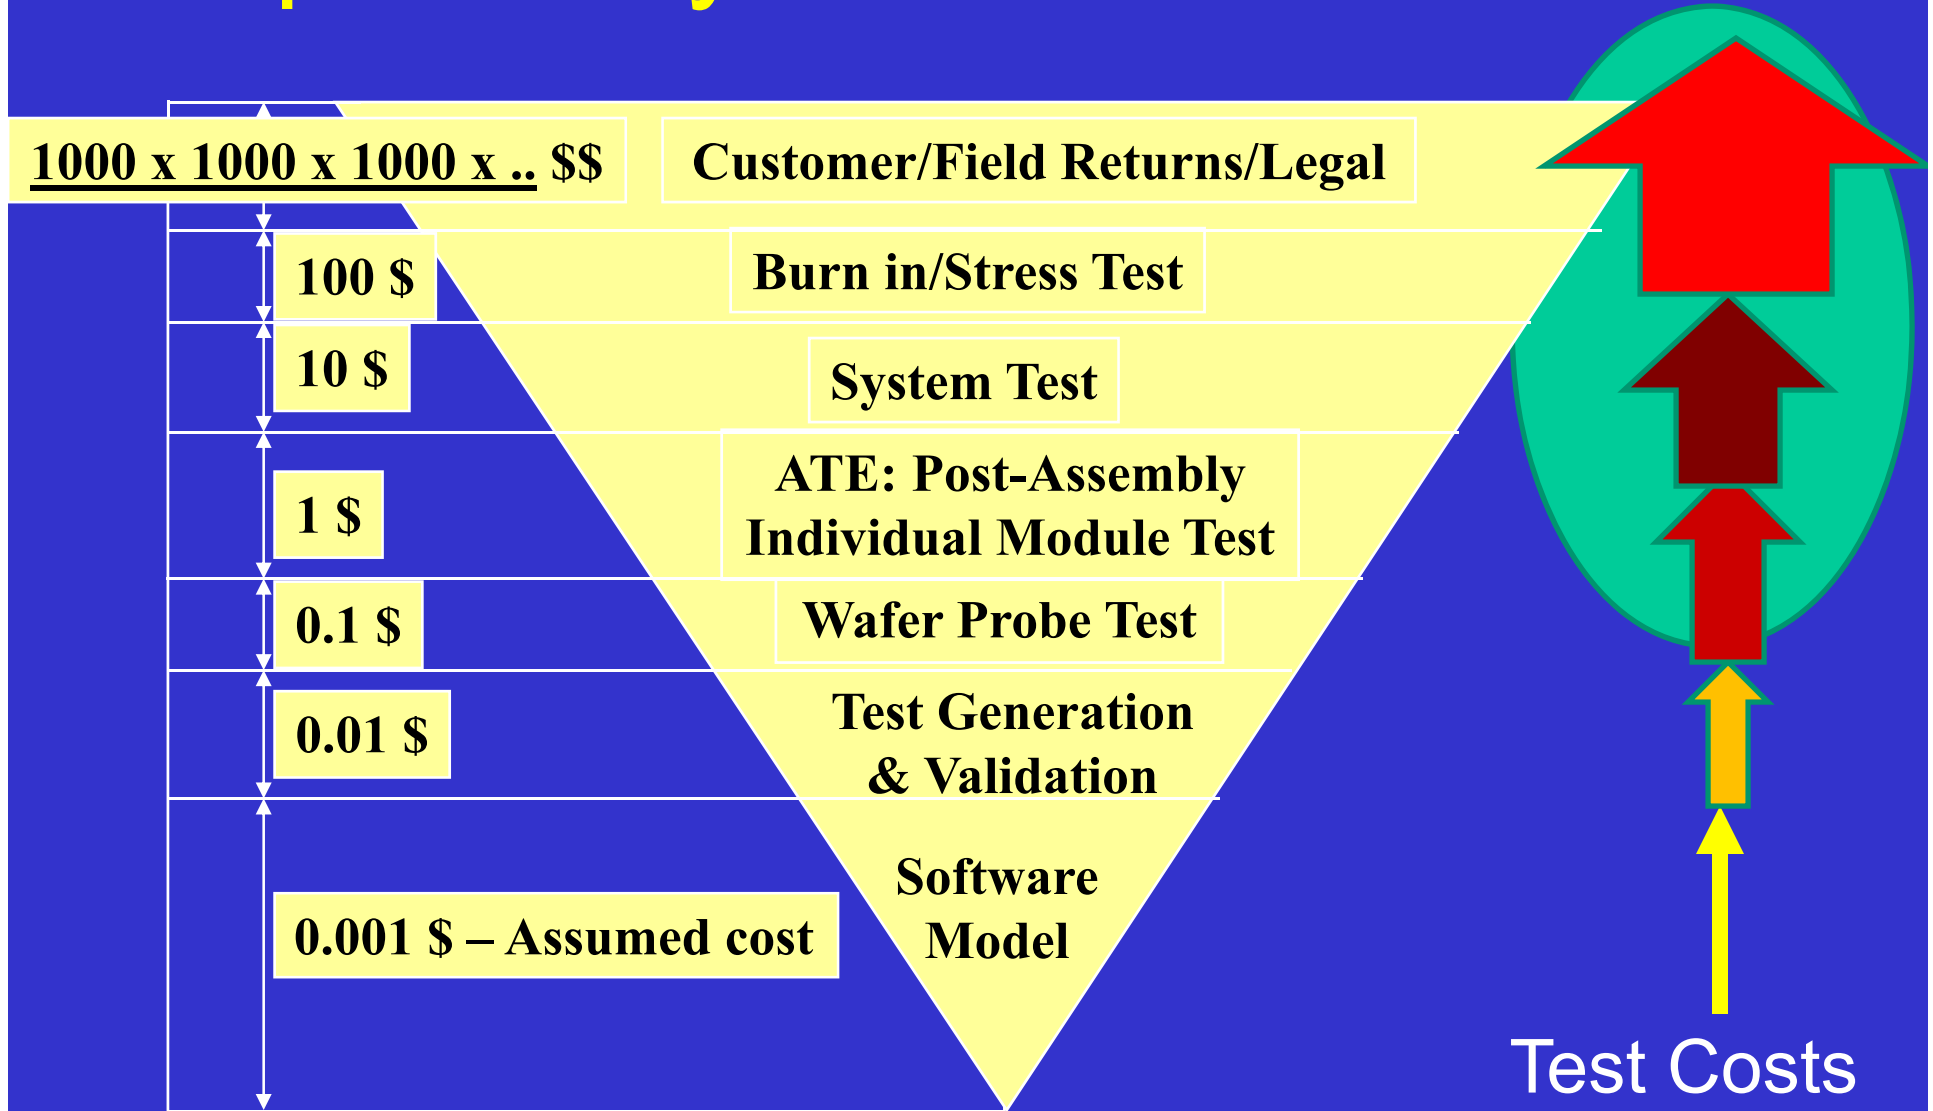 1000 x 1000 x 1000 x .. $$
Customer/Field Returns/Legal
100 $
Burn in/Stress Test
10 $
System Test
1 $
ATE: Post-Assembly
Individual Module Test
0.1 $
Wafer Probe Test
0.01 $
Test Generation
& Validation
Software
Model
0.001 $ – Assumed cost
Test Costs